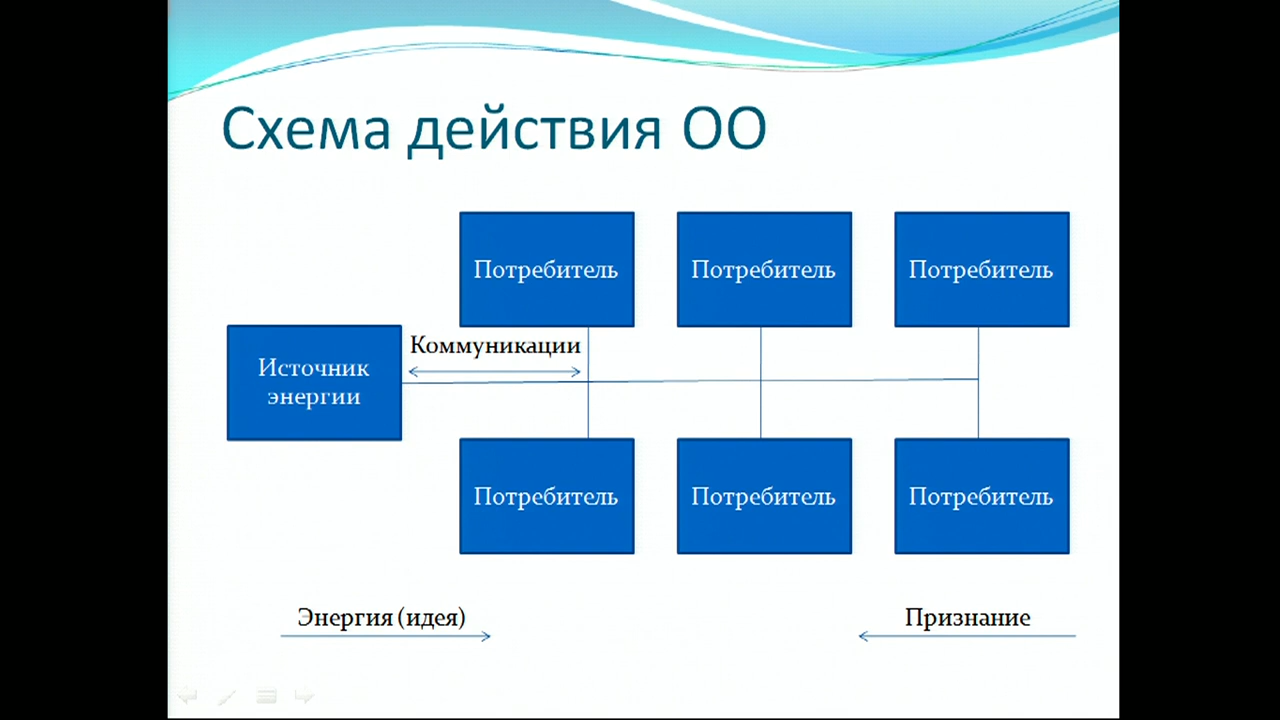 Схема действия ОО
Потребитель
Потребитель
Потребитель
Коммуникации
Источник
энергии
Потребитель
Потребитель
Потребитель
Энергия (идея)
Признание